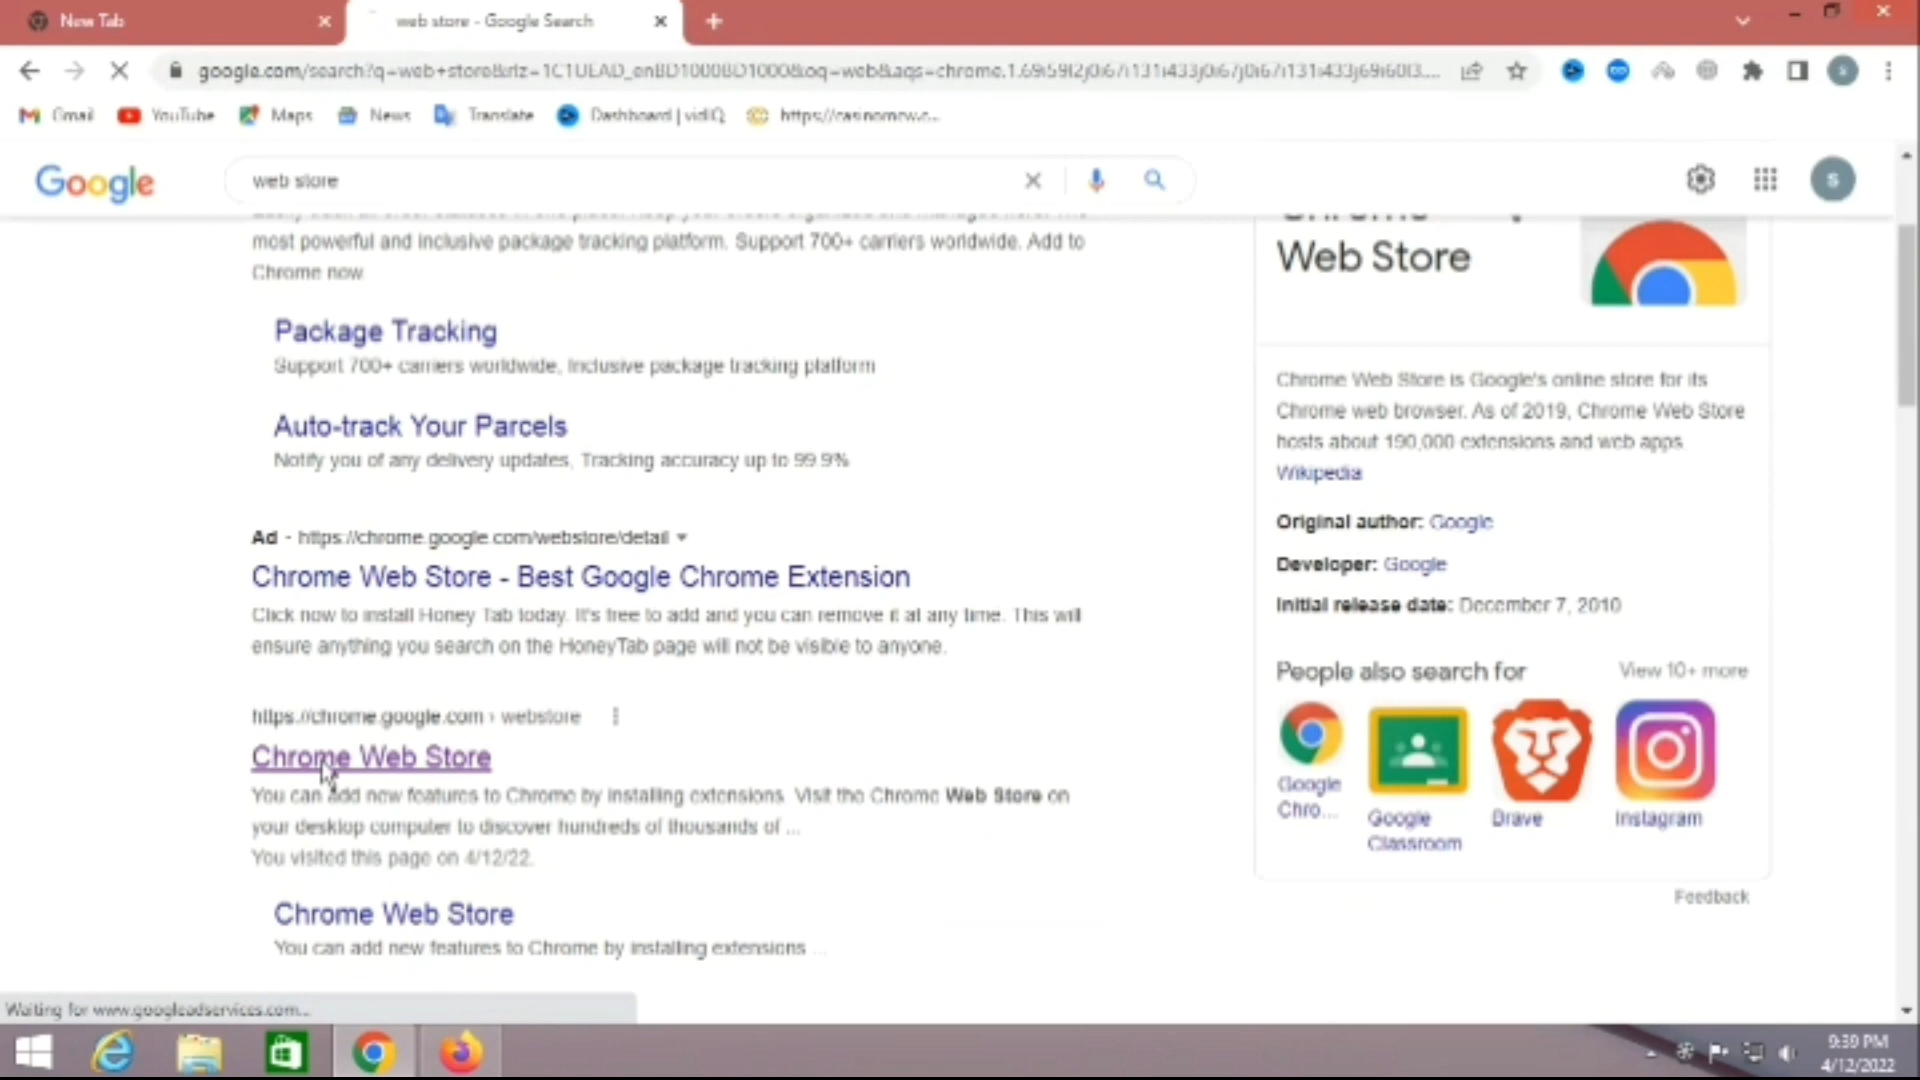 New Tab
web store - Google Search
Gmail
YouTube
Maps
News
Translate
Dashboard | vidIQ
Google
web store
S
most powerful and inclusive package tracking platform. Support 700+ carriers worldwide. Add to
Chrome now
Package Tracking
Support 700+ carriers worldwide, Inclusive package tracking platform
Auto-track Your Parcels
Notify you of any delivery updates, Tracking accuracy up to 99.9%
Ad - https://chrome.google.com/webstore/detail
Chrome Web Store - Best Google Chrome Extension
Click now to install Honey Tab today. It's free to add and you can remove it at any time. This will
ensure anything you search on the HoneyTab page will not be visible to anyone.
https://chrome.google.com › webstore
Chrome Web Store
You can add new features to Chrome by installing extensions. Visit the Chrome Web Store on
your desktop computer to discover hundreds of thousands of ...
You visited this page on 4/12/22.
Chrome Web Store
You can add new features to Chrome by installing extensions ...
Web Store
Chrome Web Store is Google's online store for its
Chrome web browser. As of 2019, Chrome Web Store
hosts about 190,000 extensions and web apps
Wikipedia
Original author: Google
Developer: Google
Initial release date: December 7, 2010
People also search for
View 10+ more
Google
Chro...
Google
Classroom
Brave
Instagram
Feedback
Waiting for www.googleadservices.com...
9:39 PM
4/12/2022